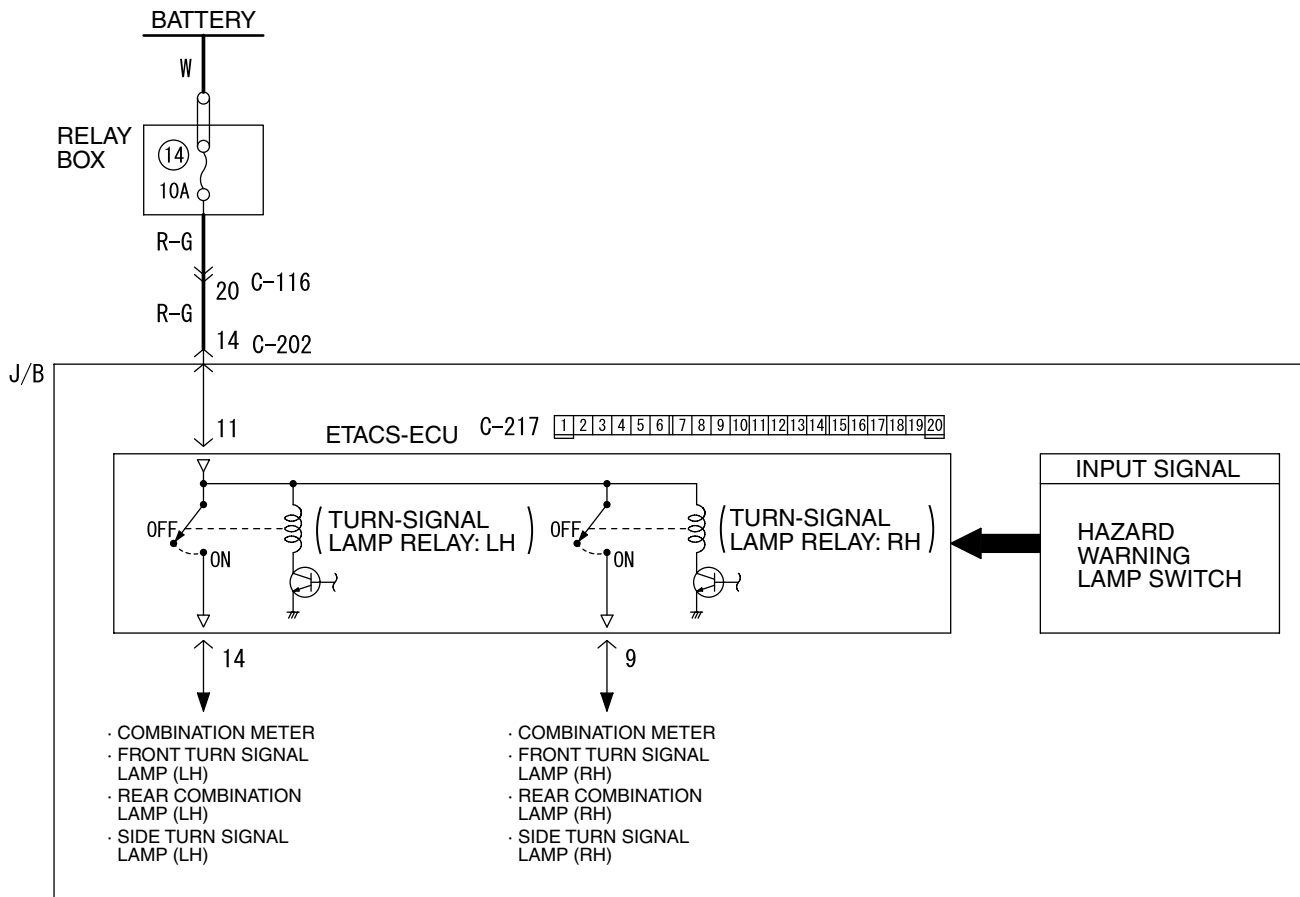 BATTERY
W
RELAY
BOX
14
10A
R-G
20 C-116
R-G
14 C-202
J/B
11
ETACS-ECU C-217 1 2 3 4 5 6 7 8 9 10 11 12 13 14 15 16 17 18 19 20
INPUT SIGNAL
HAZARD
WARNING
LAMP SWITCH
OFF
ON
(TURN-SIGNAL
LAMP RELAY: LH)
OFF
ON
(TURN-SIGNAL
LAMP RELAY: RH)
14
9
· COMBINATION METER
· FRONT TURN SIGNAL
LAMP (LH)
· REAR COMBINATION
LAMP (LH)
· SIDE TURN SIGNAL
LAMP (LH)
· COMBINATION METER
· FRONT TURN SIGNAL
LAMP (RH)
· REAR COMBINATION
LAMP (RH)
· SIDE TURN SIGNAL
LAMP (RH)